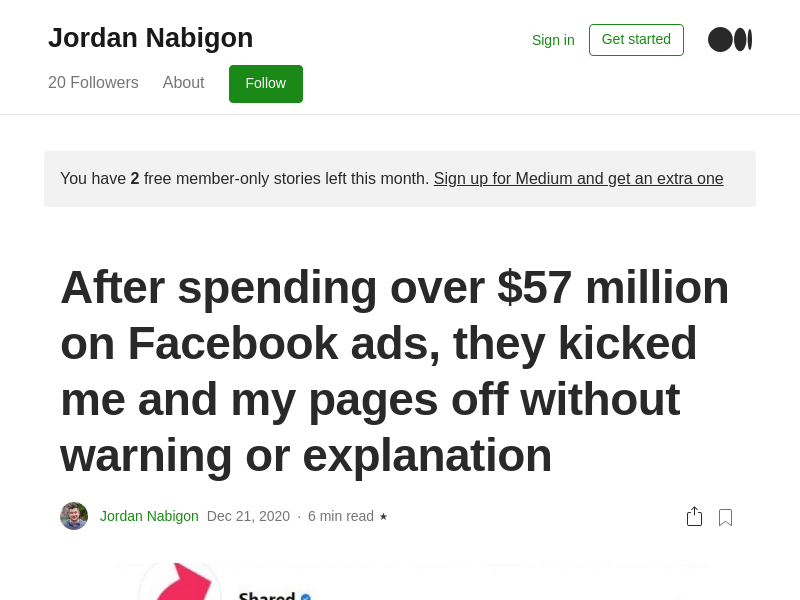 Jordan Nabigon
Sign in
Get started
20 Followers
About
Follow
You have 2 free member-only stories left this month. Sign up for Medium and get an extra one
After spending over $57 million
on Facebook ads, they kicked
me and my pages off without
warning or explanation
Jordan Nabigon Dec 21, 2020 · 6 min read ★
Shared